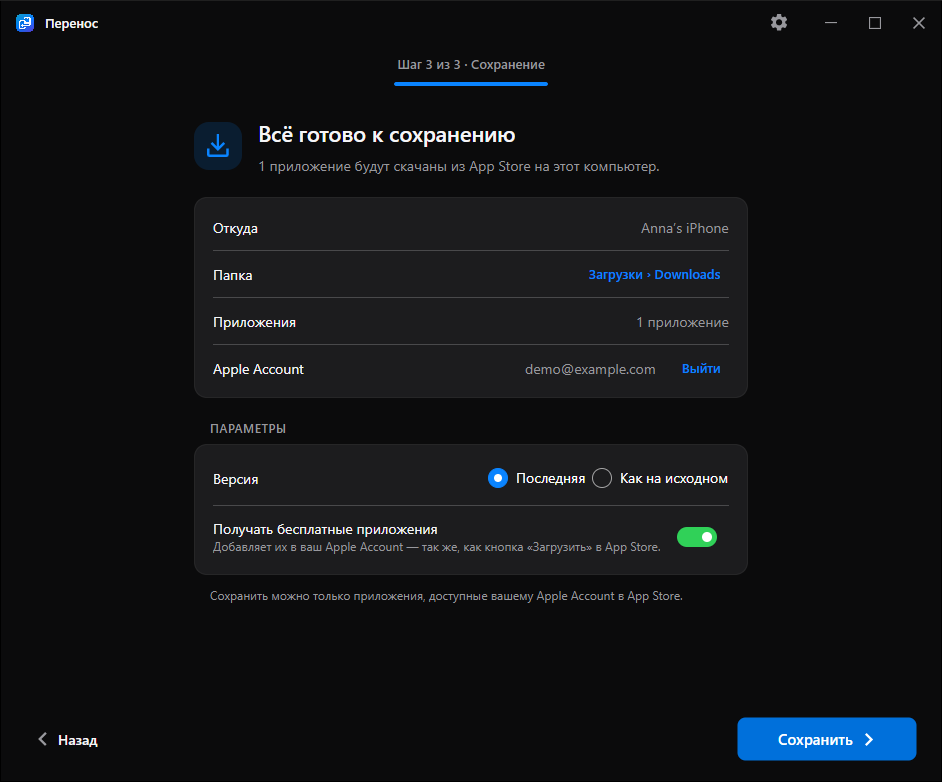 Перенос
Шаг 3 из 3 · Сохранение
Всё готово к сохранению
1 приложение будут скачаны из App Store на этот компьютер.
Откуда Anna’s iPhone
Папка Загрузки › Downloads
Приложения 1 приложение
Apple Account demo@example.com Выйти
ПАРАМЕТРЫ
Версия Последняя Как на исходном
Получать бесплатные приложения
Добавляет их в ваш Apple Account — так же, как кнопка «Загрузить» в App Store.
Сохранить можно только приложения, доступные вашему Apple Account в App Store.
Назад Сохранить